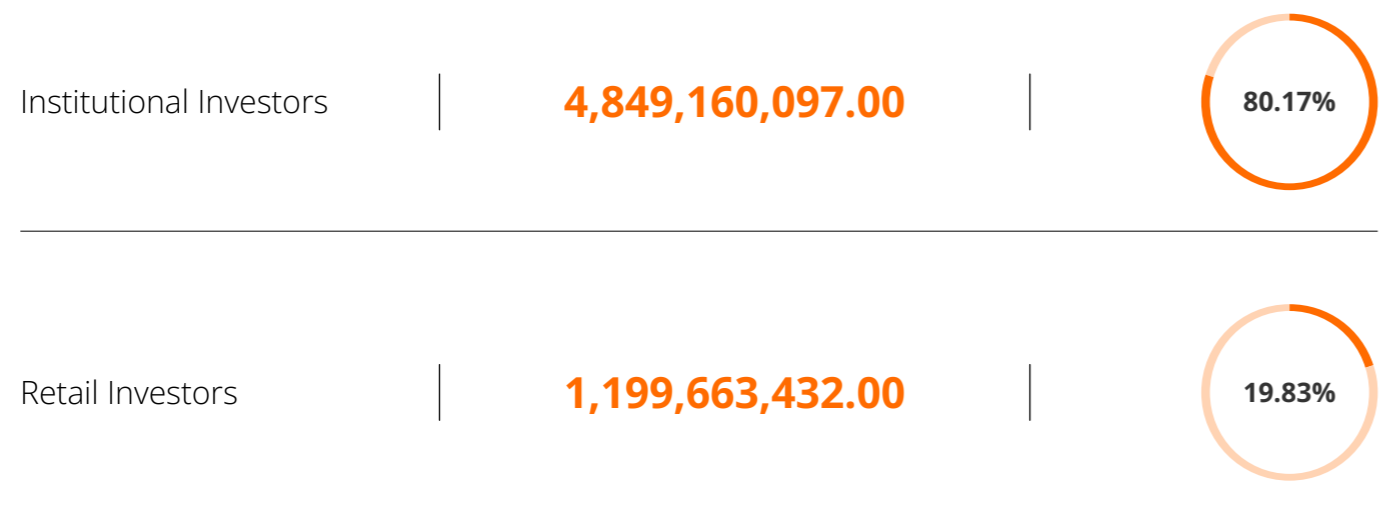 Institutional Investors 4,849,160,097.00 80.17%
Retail Investors 1,199,663,432.00 19.83%